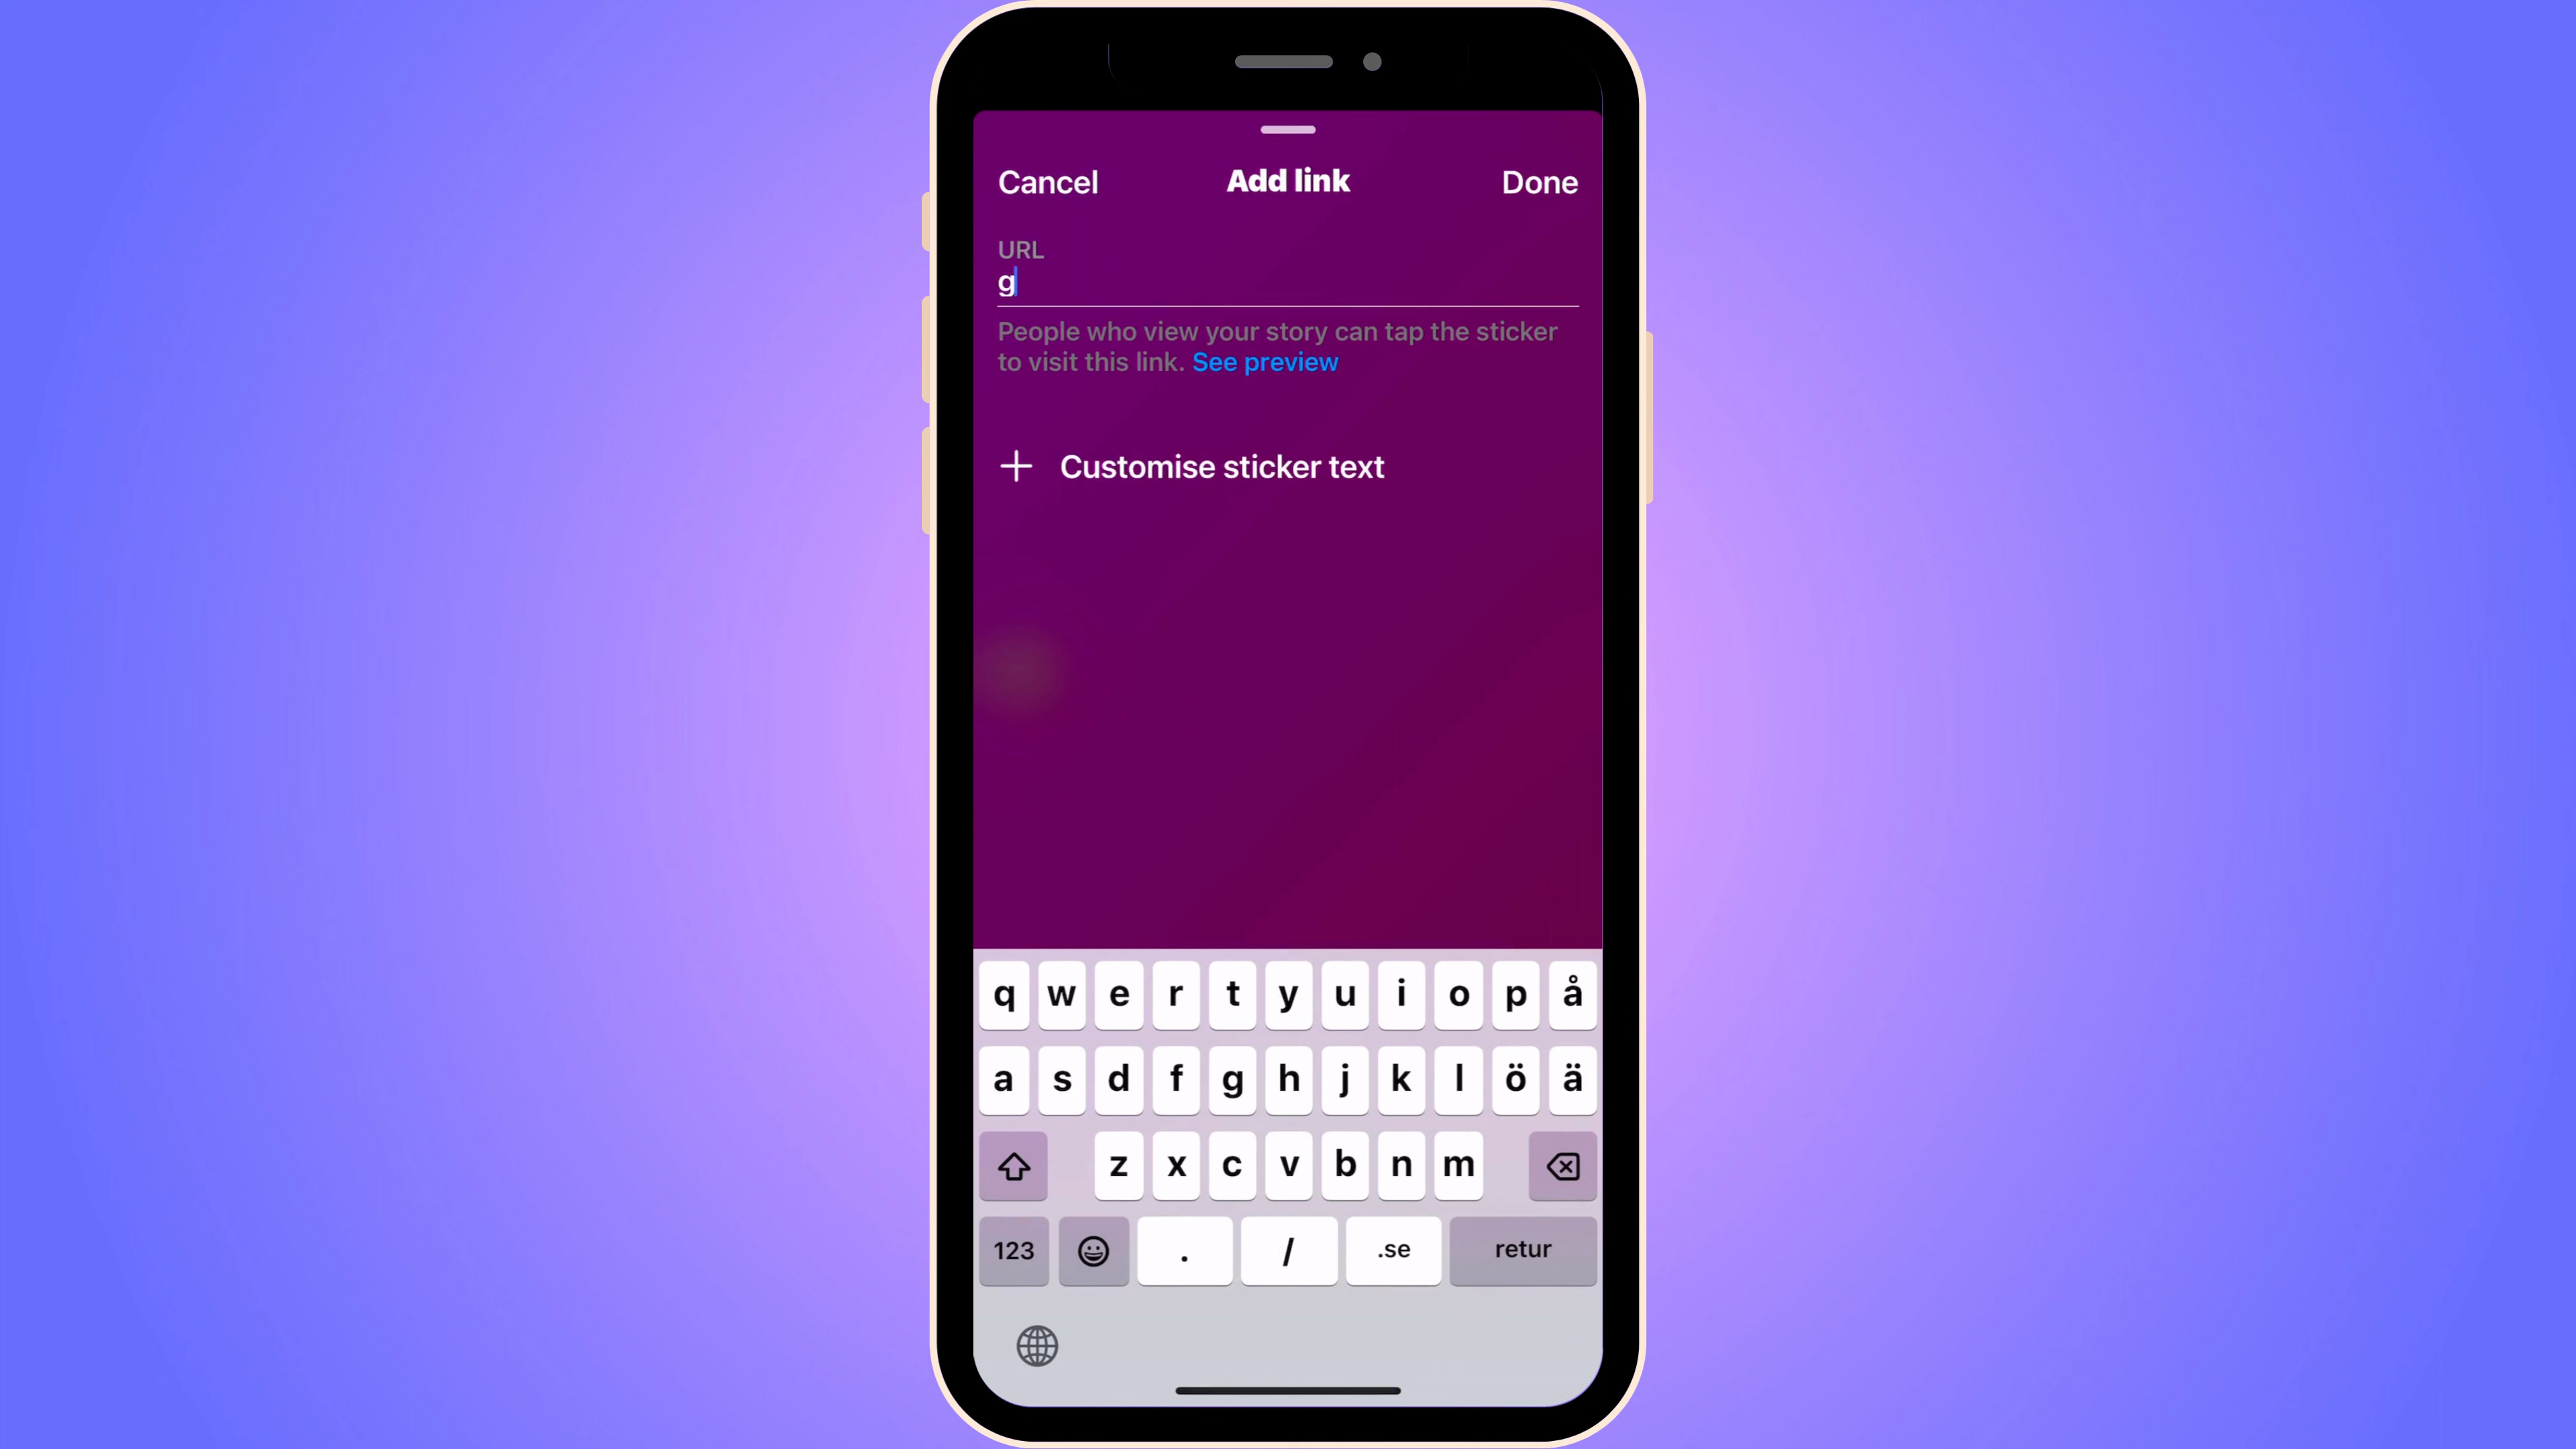 Cancel Add link Done
URL
g
People who view your story can tap the sticker
to visit this link. See preview
Customise sticker text
q w e r t y u i o p å
a s d f g h j k l ö ä
z x c v b n m
123 . / .se retur